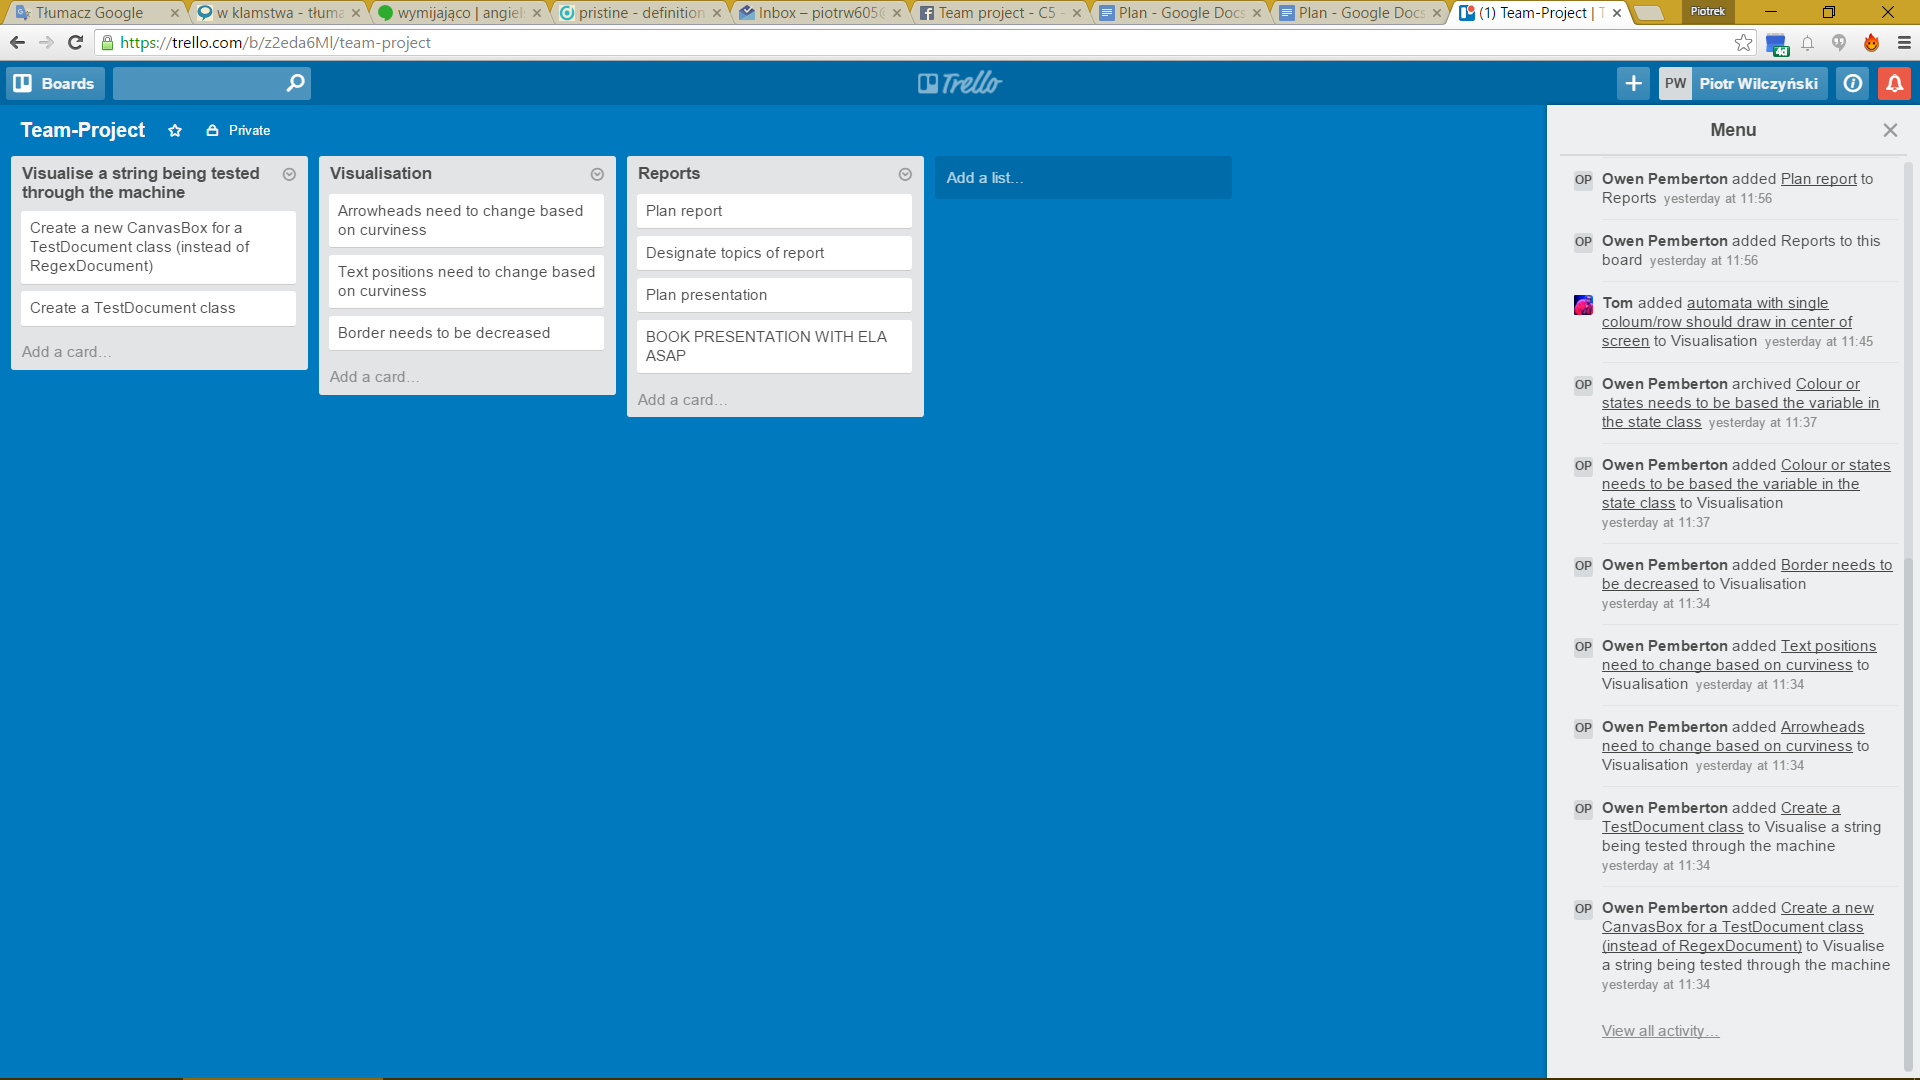 Tłumacz Google
w klamstwa - tłuma
wymijająco | angiel
pristine - definition
Inbox – piotrw605@
Team project - C5 -
Plan - Google Docs
Plan - Google Docs
(1) Team-Project | T
Piotrek
https://trello.com/b/z2eda6Ml/team-project
4d
Boards
Trello
PW Piotr Wilczyński
Team-Project
Private
Visualise a string being tested
through the machine
Create a new CanvasBox for a
TestDocument class (instead of
RegexDocument)
Create a TestDocument class
Add a card…
Visualisation
Arrowheads need to change based
on curviness
Text positions need to change based
on curviness
Border needs to be decreased
Add a card…
Reports
Plan report
Designate topics of report
Plan presentation
BOOK PRESENTATION WITH ELA
ASAP
Add a card…
Add a list…
Menu
OP Owen Pemberton added Plan report to
Reports yesterday at 11:56
OP Owen Pemberton added Reports to this
board yesterday at 11:56
Tom added automata with single
coloum/row should draw in center of
screen to Visualisation yesterday at 11:45
OP Owen Pemberton archived Colour or
states needs to be based the variable in
the state class yesterday at 11:37
OP Owen Pemberton added Colour or states
needs to be based the variable in the
state class to Visualisation
yesterday at 11:37
OP Owen Pemberton added Border needs to
be decreased to Visualisation
yesterday at 11:34
OP Owen Pemberton added Text positions
need to change based on curviness to
Visualisation yesterday at 11:34
OP Owen Pemberton added Arrowheads
need to change based on curviness to
Visualisation yesterday at 11:34
OP Owen Pemberton added Create a
TestDocument class to Visualise a string
being tested through the machine
yesterday at 11:34
OP Owen Pemberton added Create a new
CanvasBox for a TestDocument class
(instead of RegexDocument) to Visualise
a string being tested through the machine
yesterday at 11:34
View all activity…